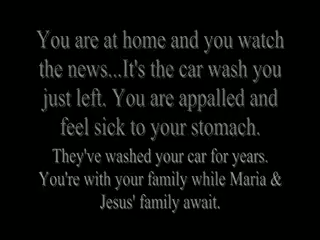 You are at home and you watch
the news...It's the car wash you
just left. You are appalled and
feel sick to your stomach.
They've washed your car for years.
You're with your family while Maria &
Jesus' family await.